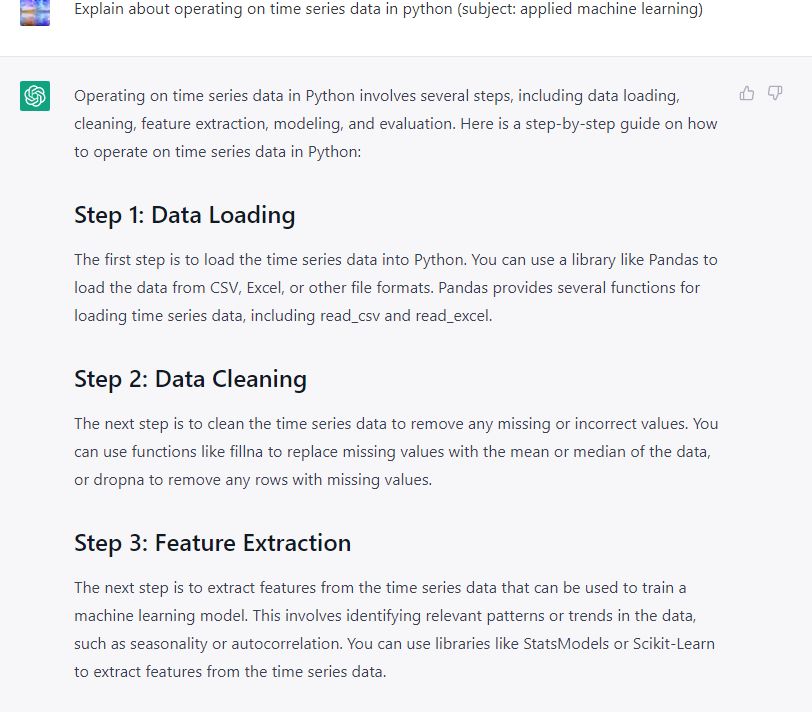 Explain about operating on time series data in python (subject: applied machine learning)
Operating on time series data in Python involves several steps, including data loading,
cleaning, feature extraction, modeling, and evaluation. Here is a step-by-step guide on how
to operate on time series data in Python:
Step 1: Data Loading
The first step is to load the time series data into Python. You can use a library like Pandas to
load the data from CSV, Excel, or other file formats. Pandas provides several functions for
loading time series data, including read_csv and read_excel.
Step 2: Data Cleaning
The next step is to clean the time series data to remove any missing or incorrect values. You
can use functions like fillna to replace missing values with the mean or median of the data,
or dropna to remove any rows with missing values.
Step 3: Feature Extraction
The next step is to extract features from the time series data that can be used to train a
machine learning model. This involves identifying relevant patterns or trends in the data,
such as seasonality or autocorrelation. You can use libraries like StatsModels or Scikit-Learn
to extract features from the time series data.